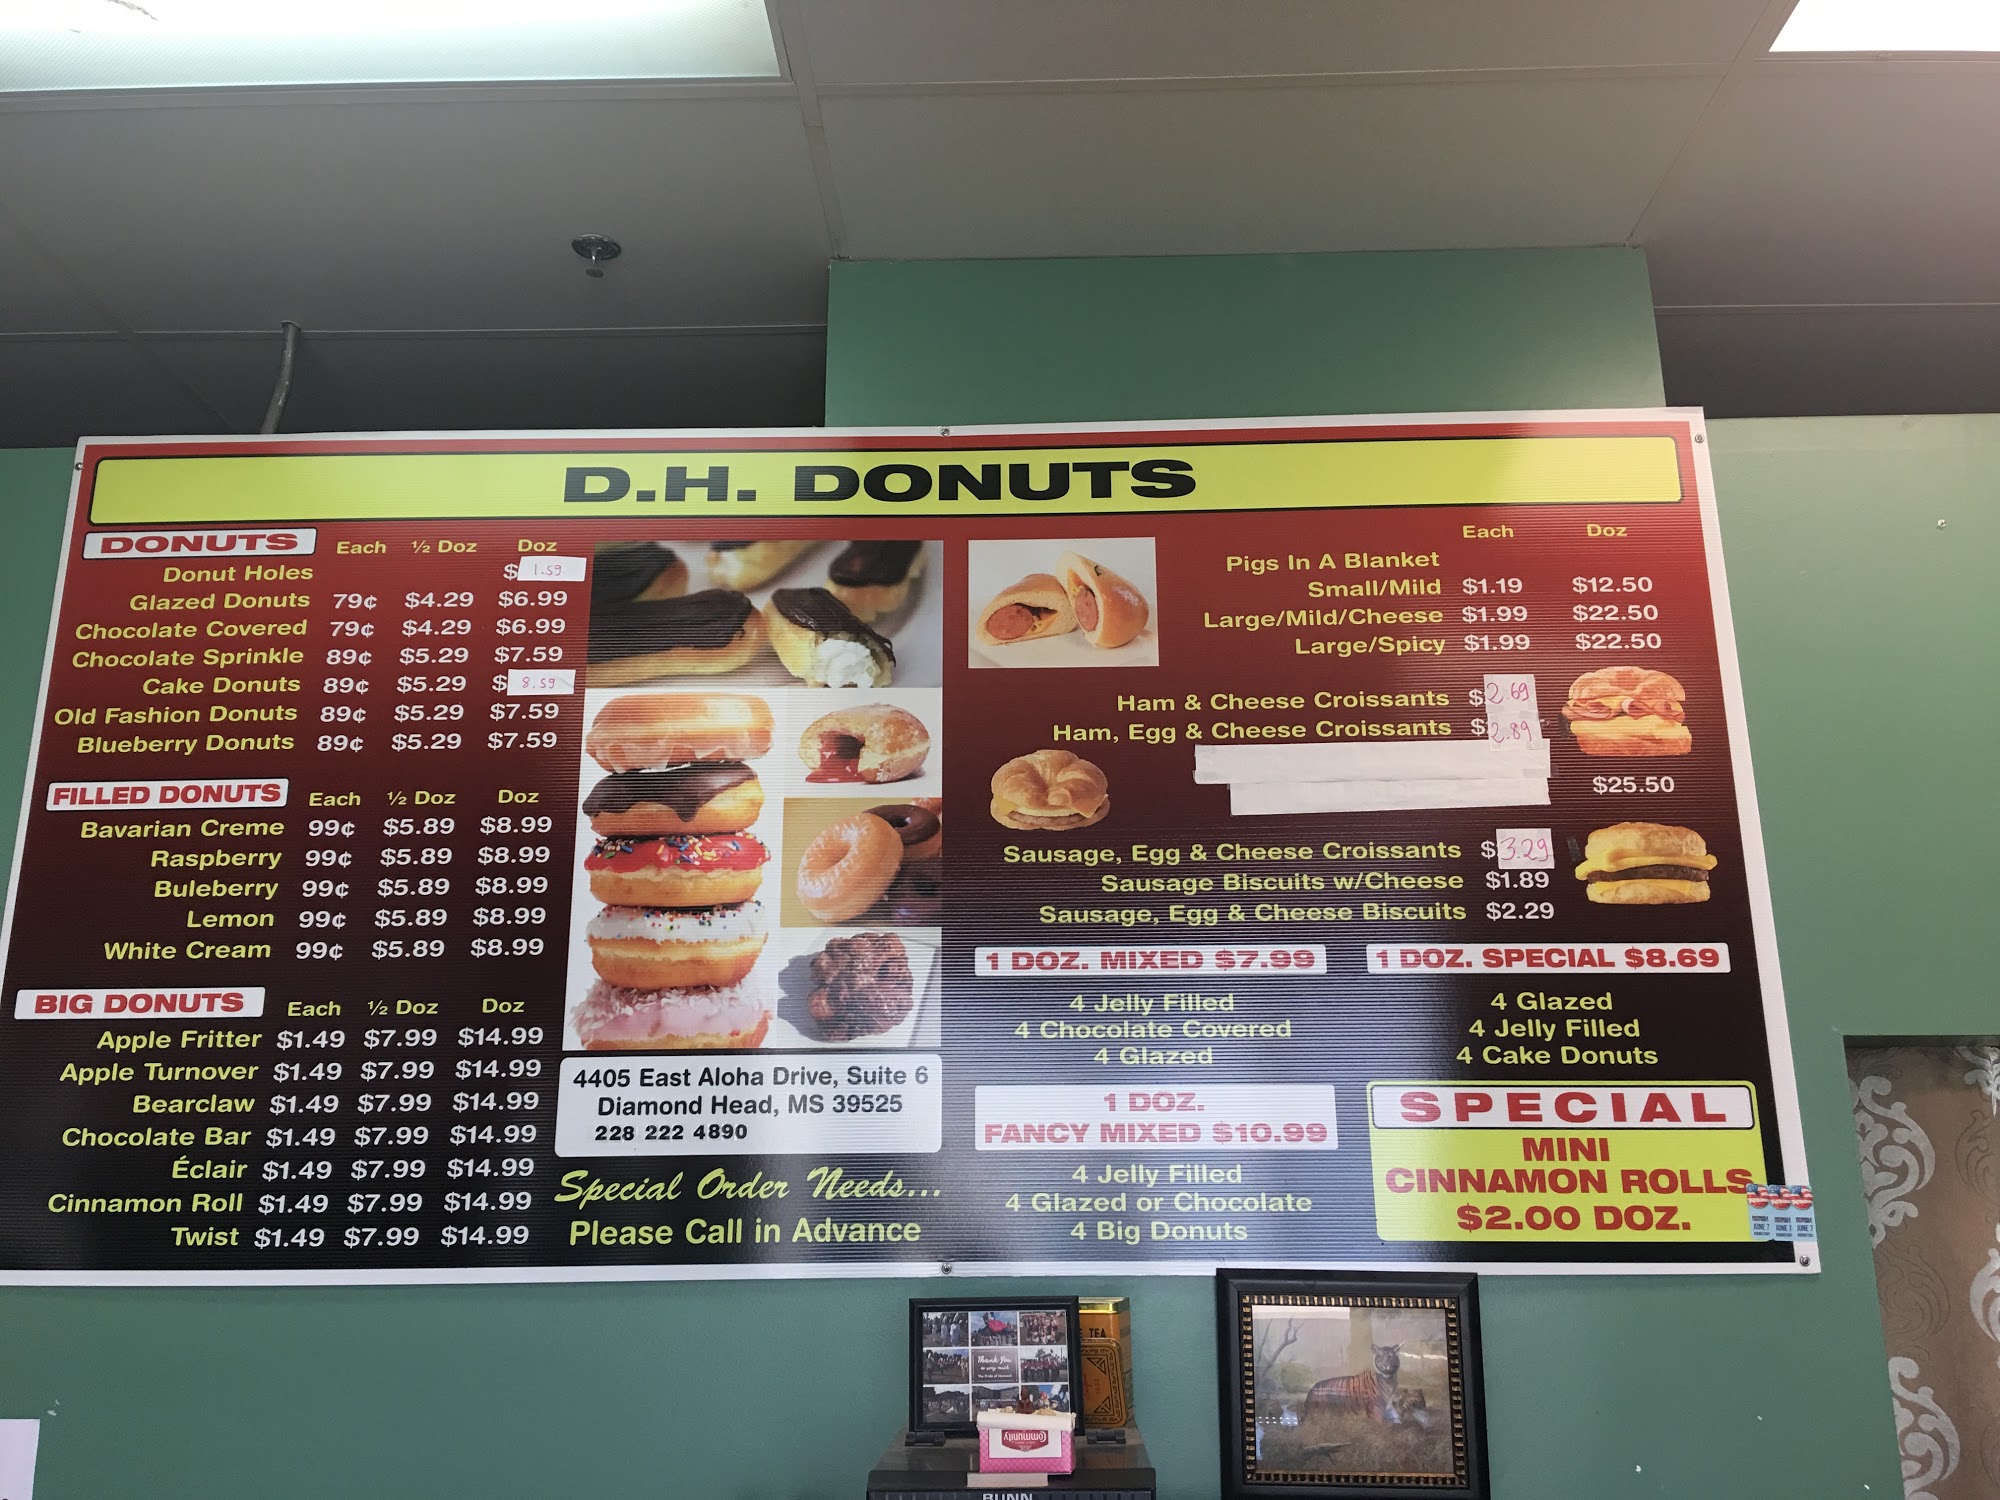 D.H. DONUTS
DONUTS Each ½ Doz Doz
Donut Holes $1.59
Glazed Donuts 79¢ $4.29 $6.99
Chocolate Covered 79¢ $4.29 $6.99
Chocolate Sprinkle 89¢ $5.29 $7.59
Cake Donuts 89¢ $5.29 $8.59
Old Fashion Donuts 89¢ $5.29 $7.59
Blueberry Donuts 89¢ $5.29 $7.59
FILLED DONUTS Each ½ Doz Doz
Bavarian Creme 99¢ $5.89 $8.99
Raspberry 99¢ $5.89 $8.99
Buleberry 99¢ $5.89 $8.99
Lemon 99¢ $5.89 $8.99
White Cream 99¢ $5.89 $8.99
BIG DONUTS Each ½ Doz Doz
Apple Fritter $1.49 $7.99 $14.99
Apple Turnover $1.49 $7.99 $14.99
Bearclaw $1.49 $7.99 $14.99
Chocolate Bar $1.49 $7.99 $14.99
Éclair $1.49 $7.99 $14.99
Cinnamon Roll $1.49 $7.99 $14.99
Twist $1.49 $7.99 $14.99
4405 East Aloha Drive, Suite 6
Diamond Head, MS 39525
228 222 4890
Special Order Needs...
Please Call in Advance
Each Doz
Pigs In A Blanket
Small/Mild $1.19 $12.50
Large/Mild/Cheese $1.99 $22.50
Large/Spicy $1.99 $22.50
Ham & Cheese Croissants $2.69
Ham, Egg & Cheese Croissants $2.89
$25.50
Sausage, Egg & Cheese Croissants $3.29
Sausage Biscuits w/Cheese $1.89
Sausage, Egg & Cheese Biscuits $2.29
1 DOZ. MIXED $7.99
4 Jelly Filled
4 Chocolate Covered
4 Glazed
1 DOZ. SPECIAL $8.69
4 Glazed
4 Jelly Filled
4 Cake Donuts
1 DOZ.
FANCY MIXED $10.99
4 Jelly Filled
4 Glazed or Chocolate
4 Big Donuts
SPECIAL
MINI
CINNAMON ROLLS
$2.00 DOZ.
JUNE 7 JUNE 7 JUNE 7
TEA
Thank You
Community
BUNN